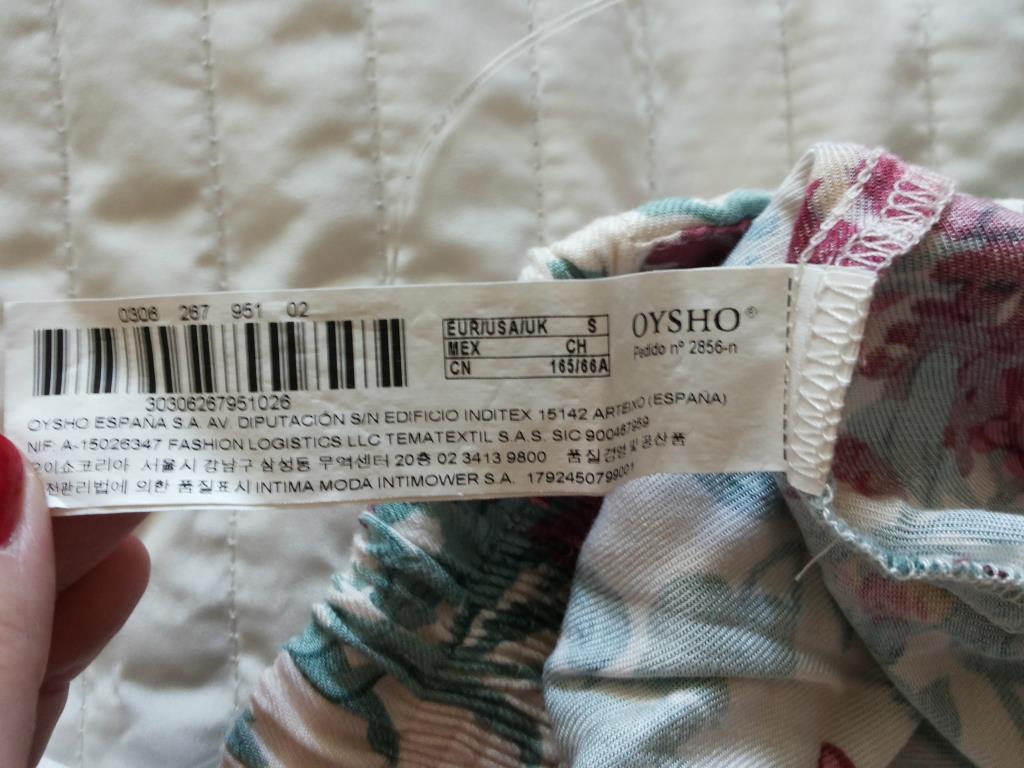 0306 267 951 02
30306267951026
EUR/USA/UK S
MEX CH
CN 165/66A
OYSHO®
Pedido nº 2856-n
OYSHO ESPAÑA S.A. AV. DIPUTACIÓN S/N EDIFICIO INDITEX 15142 ARTEIXO (ESPAÑA)
NIF: A-15026347 FASHION LOGISTICS LLC TEMATEXTIL S.A.S. SIC
오이쇼코리아 서울시 강남구 삼성동 무역센터 20층 02 3413 9800 품질경영 및 공산품
전관리법에 의한 품질표시 INTIMA MODA INTIMOWER S.A.